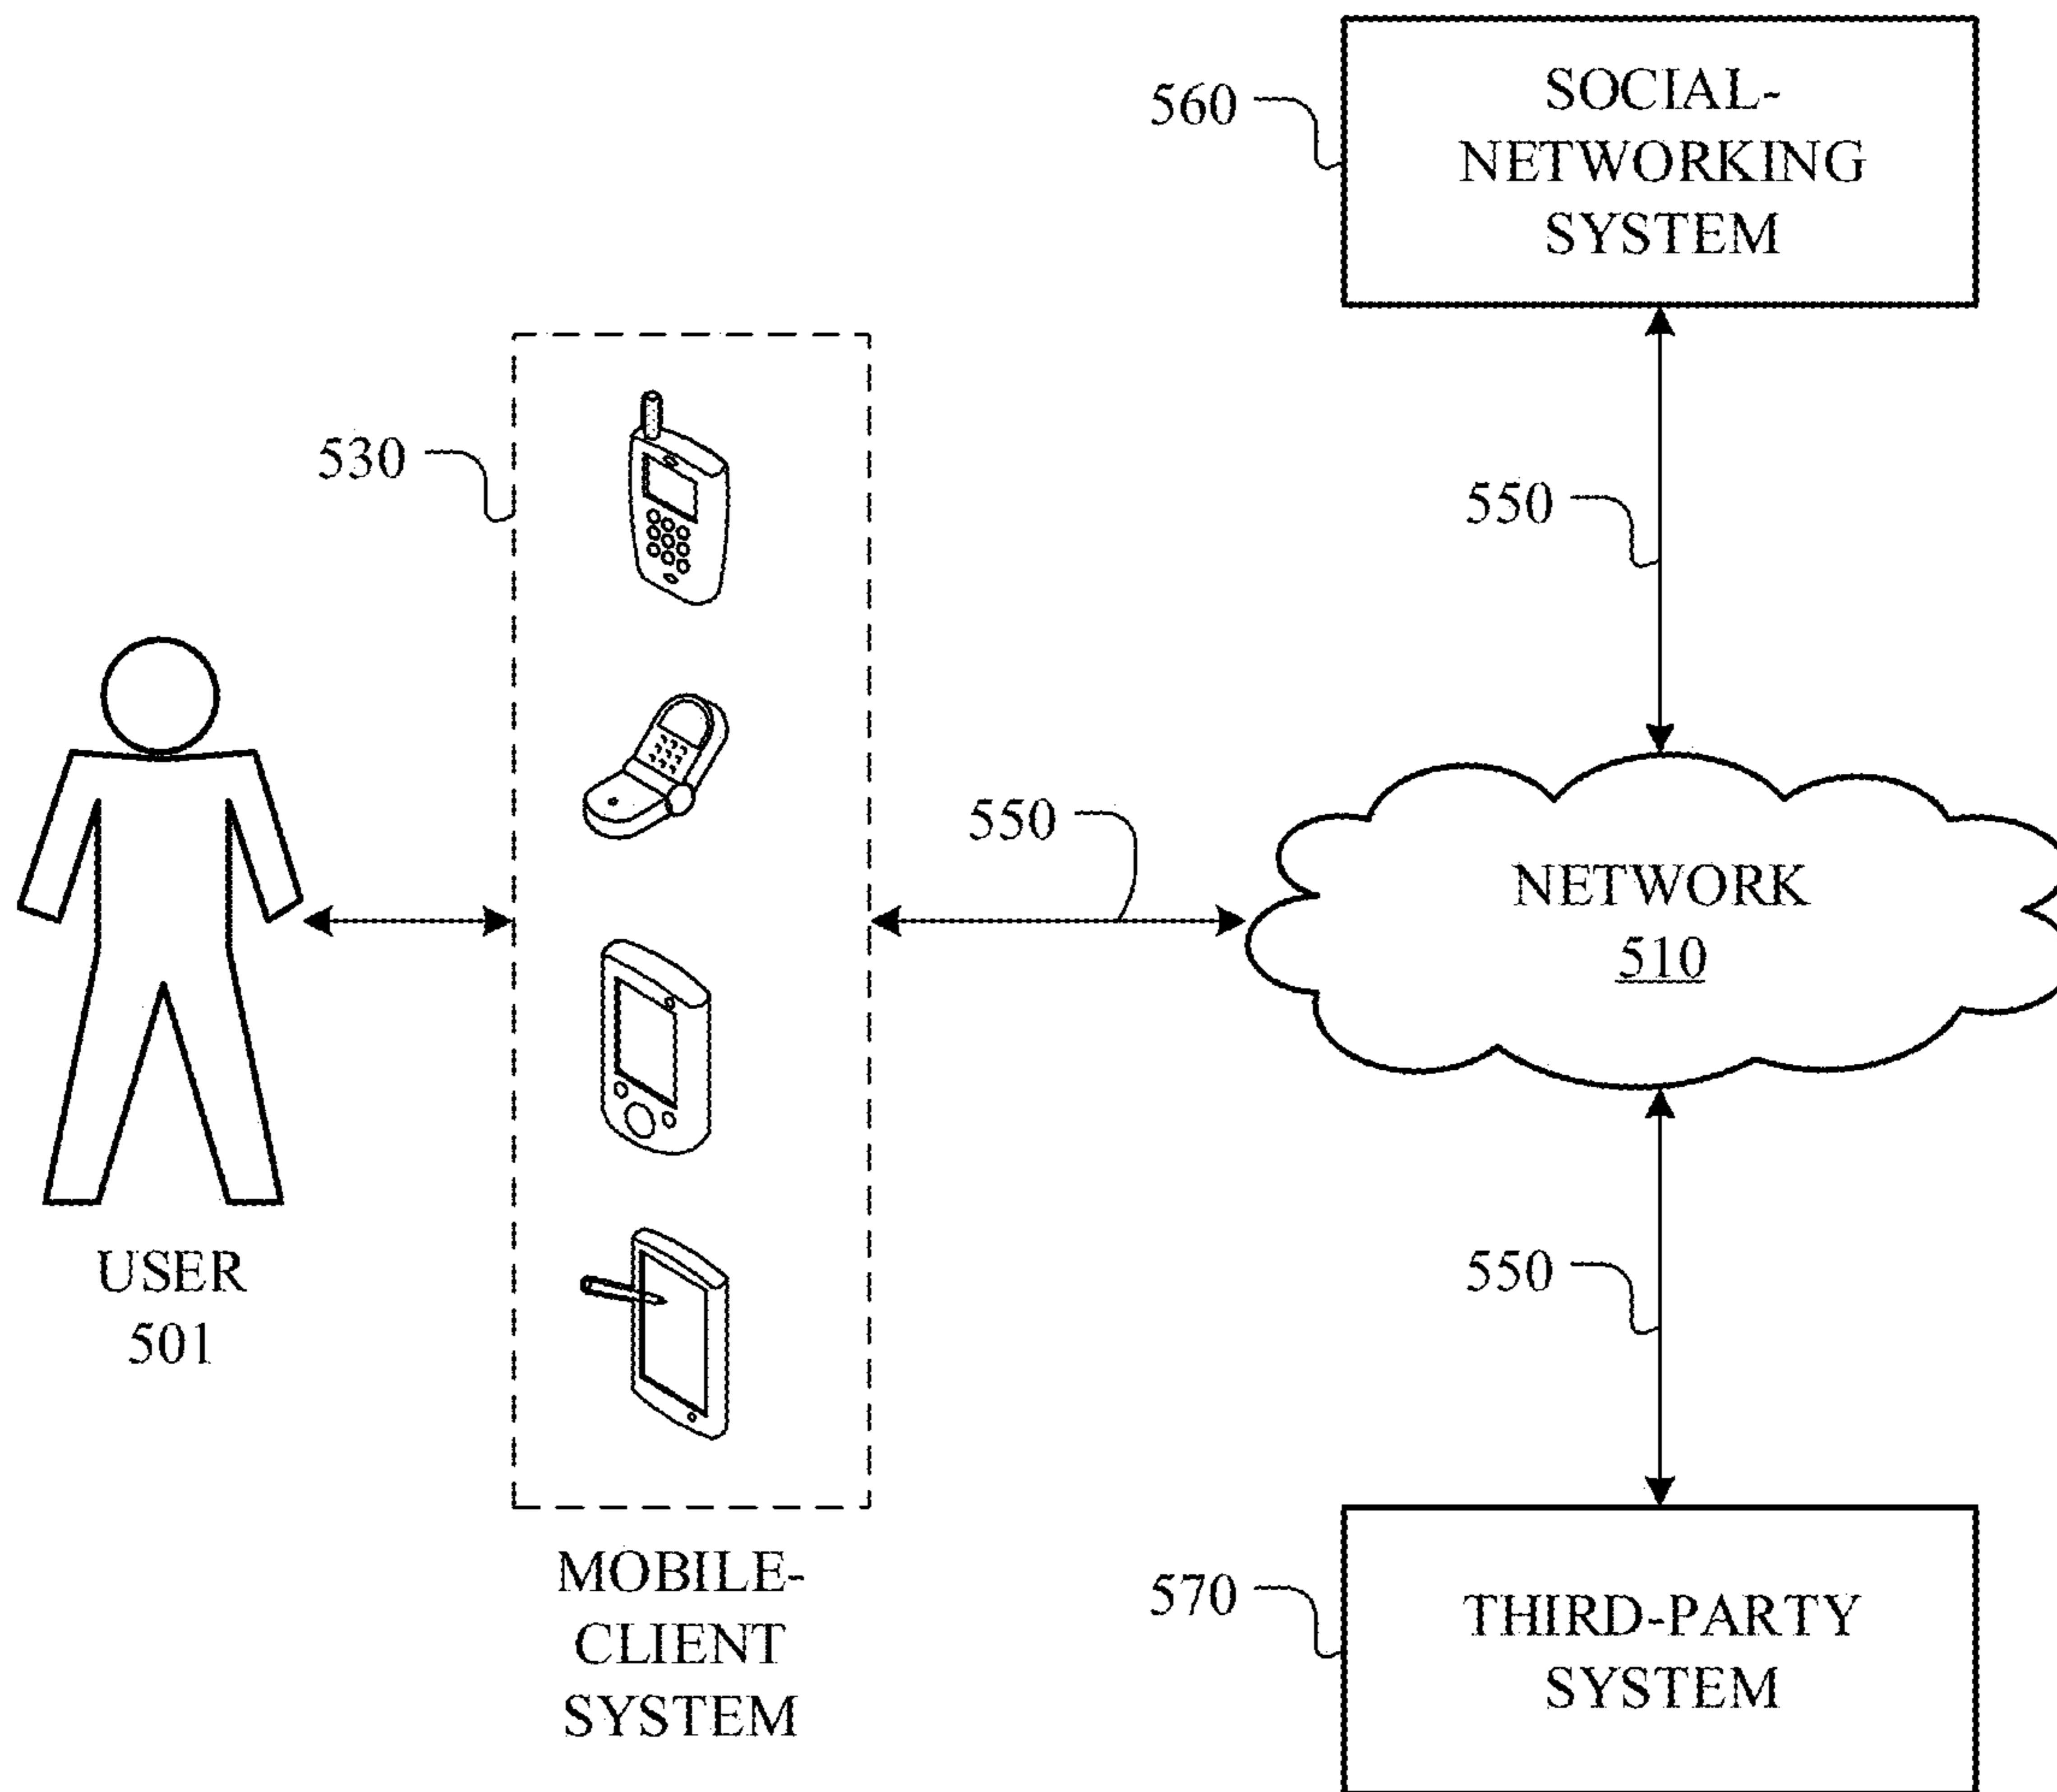 560
SOCIAL-
NETWORKING
SYSTEM
530
550
550
NETWORK
510
USER
501
550
MOBILE-
CLIENT
SYSTEM
570
THIRD-PARTY
SYSTEM